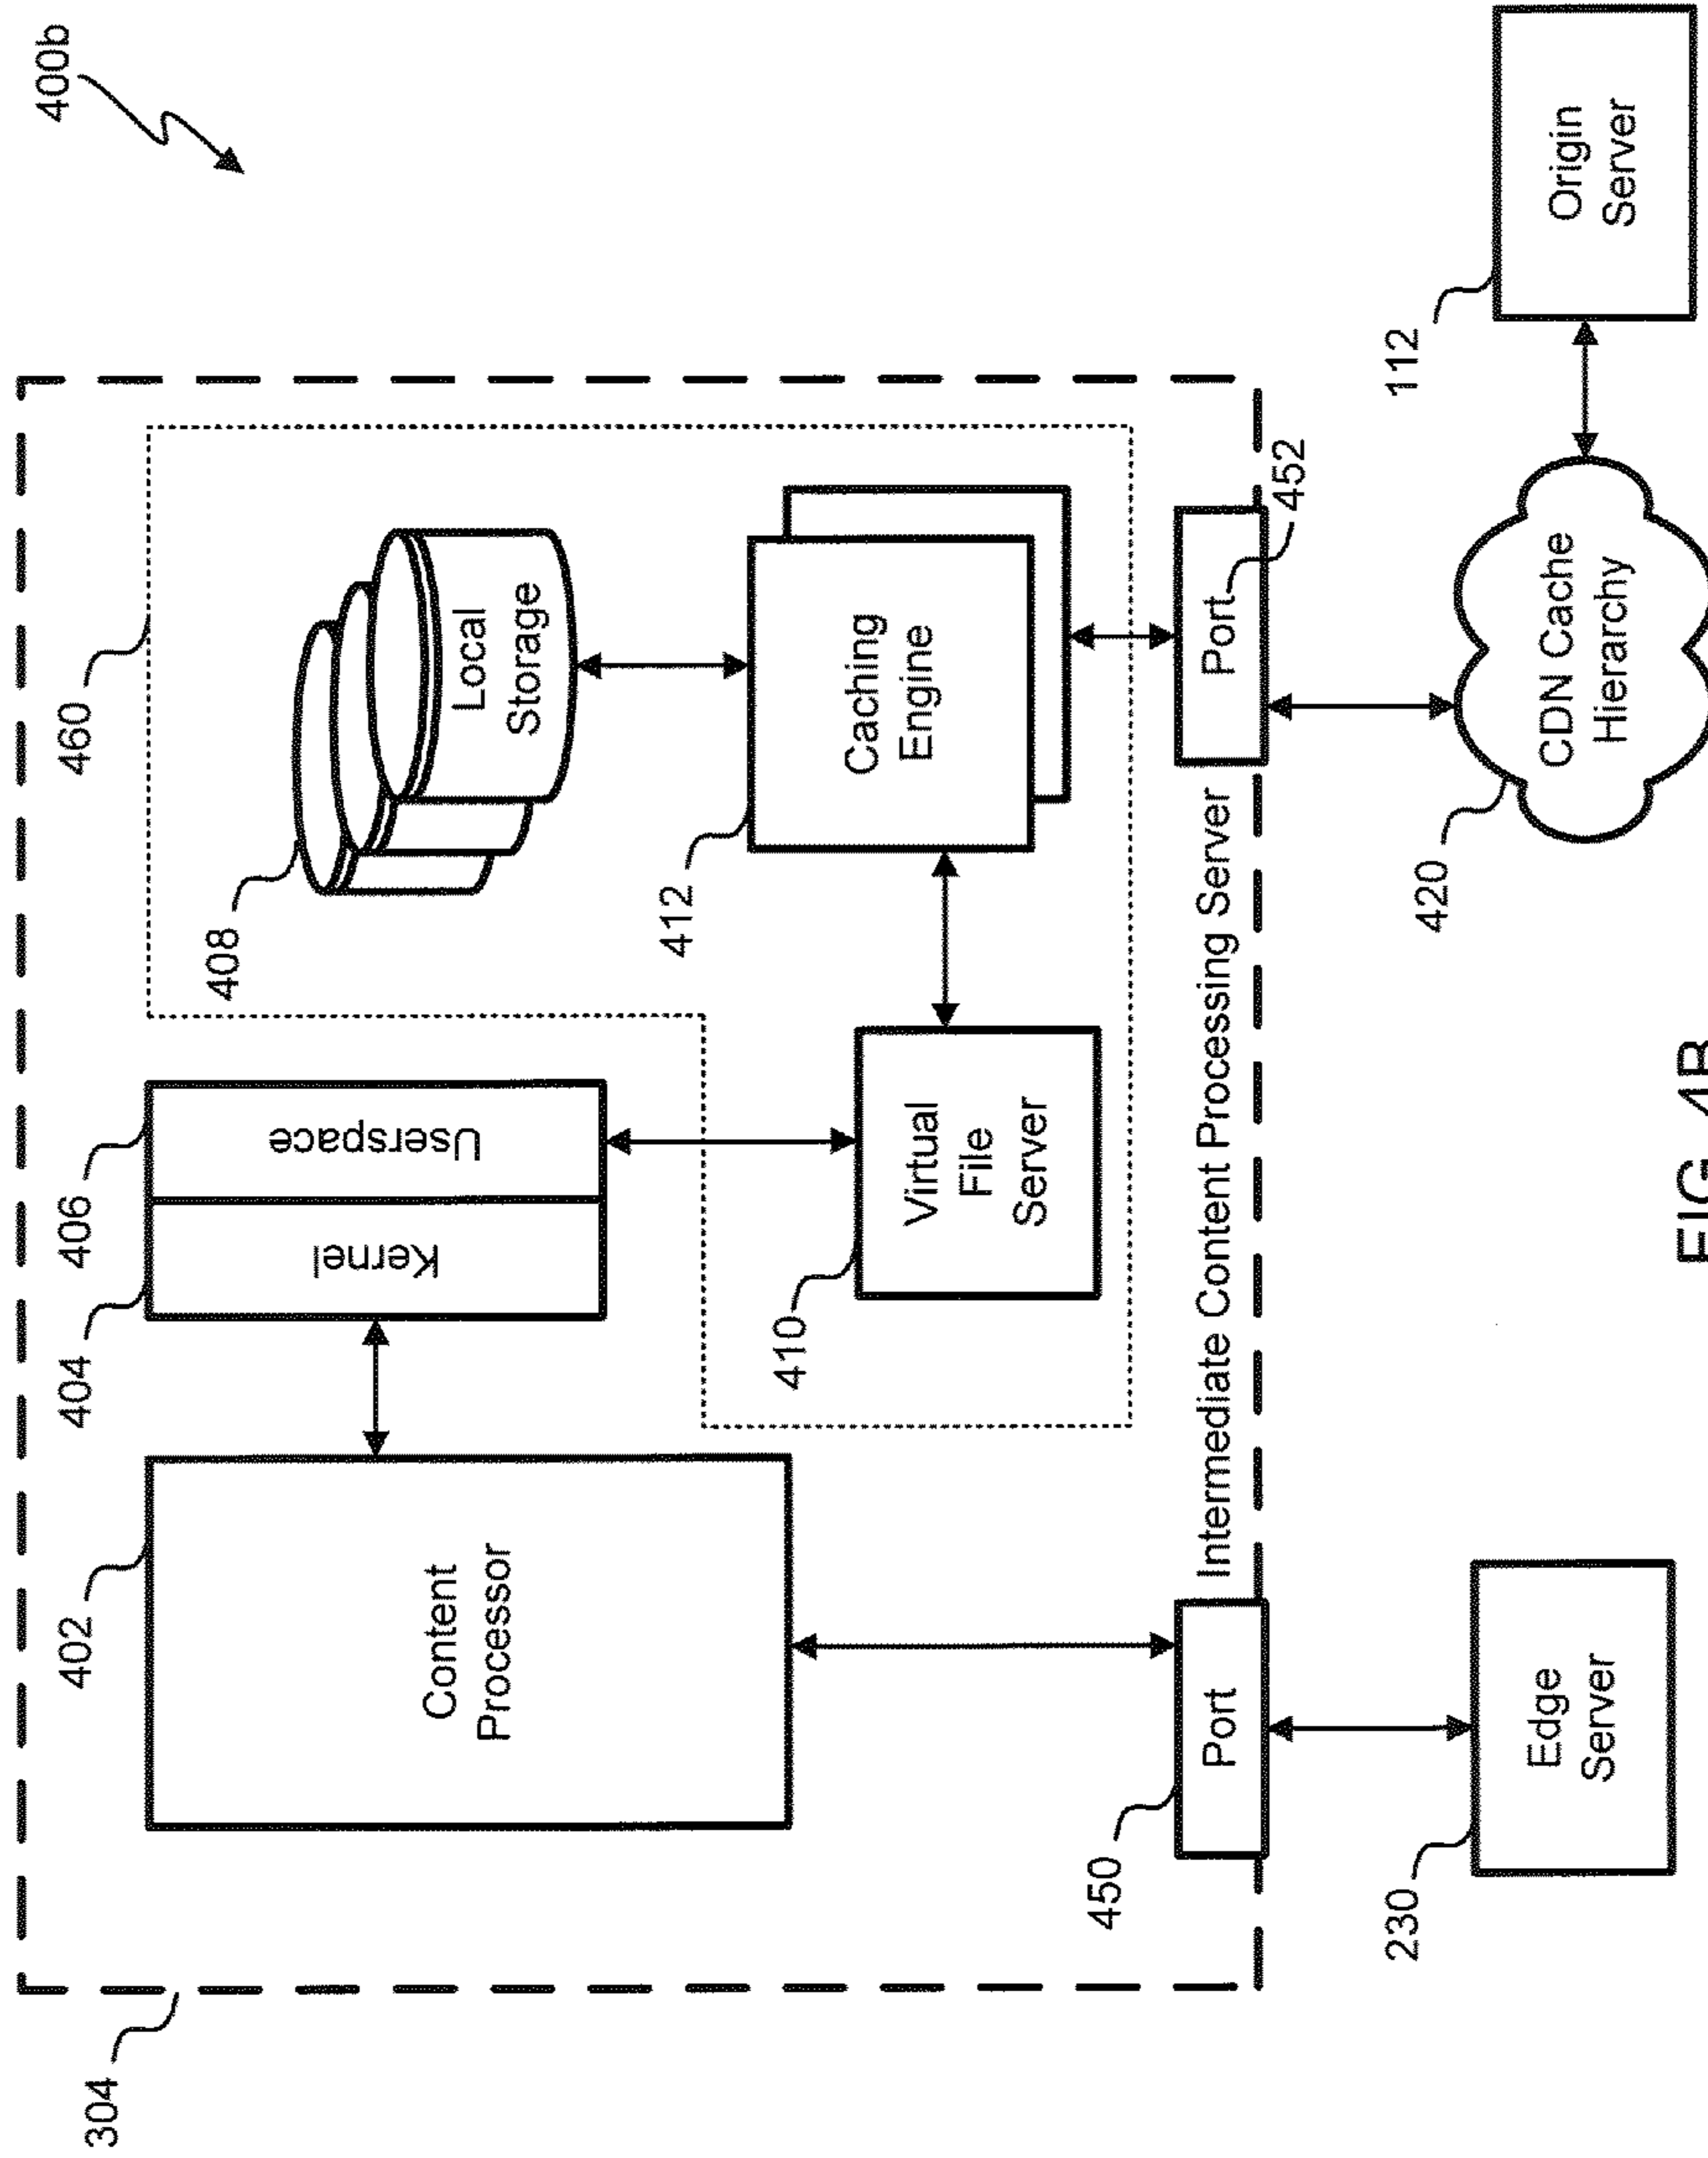 400b
304
402
404
406
460
Content
Processor
Kernel
Userspace
408
Local
Storage
412
Caching
Engine
410
Virtual
File
Server
450
Port
Intermediate Content Processing Server
Port
452
230
Edge
Server
420
CDN Cache
Hierarchy
112
Origin
Server
FIG. 4B